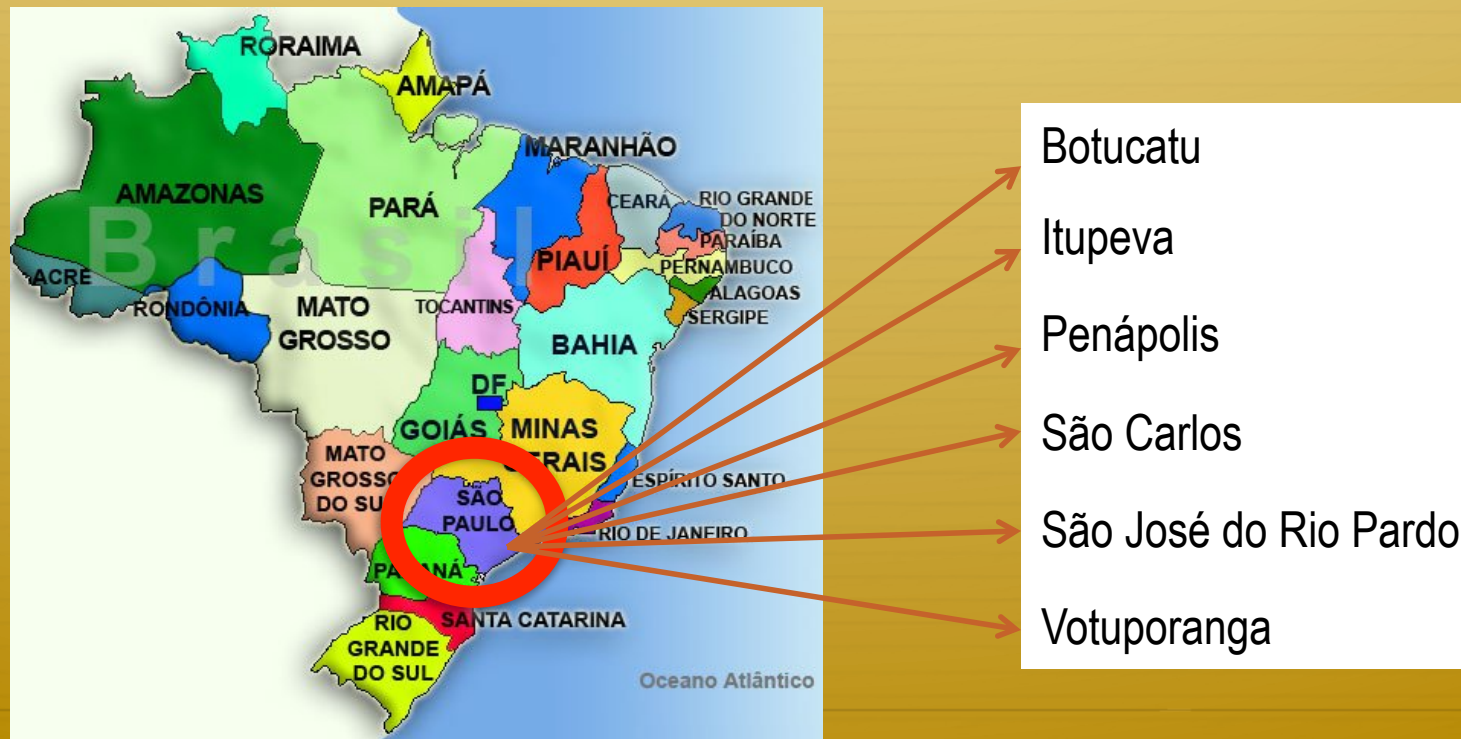 RORAIMA
AMAPÁ
MARANHÃO
AMAZONAS
PARÁ
CEARÁ
RIO GRANDE
DO NORTE
PARAÍBA
Brasil
PIAUÍ
PERNAMBUCO
ACRE
ALAGOAS
RONDÔNIA
MATO
GROSSO
TOCANTINS
SERGIPE
BAHIA
DF
GOIÁS
MINAS
GERAIS
MATO
GROSSO
DO SUL
ESPÍRITO SANTO
SÃO
PAULO
RIO DE JANEIRO
PARANÁ
SANTA CATARINA
RIO
GRANDE
DO SUL
Oceano Atlântico
Botucatu
Itupeva
Penápolis
São Carlos
São José do Rio Pardo
Votuporanga